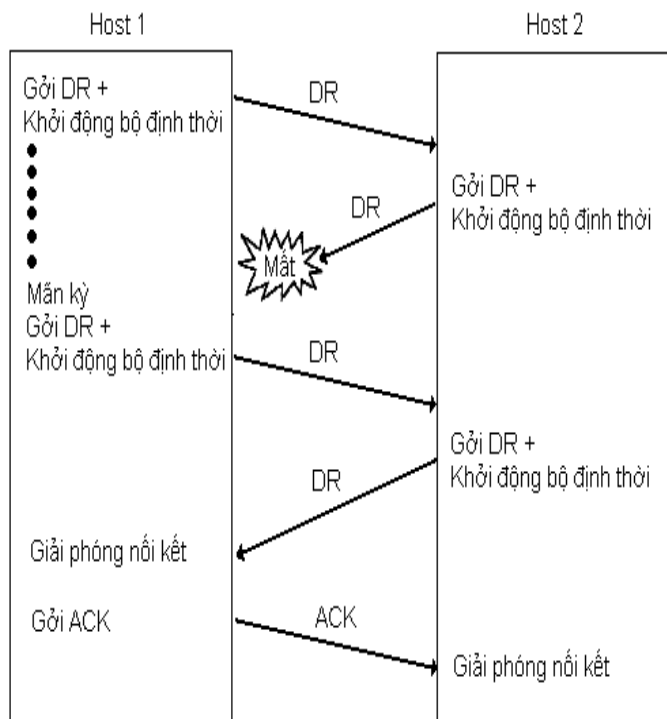 Host 1
Host 2
Gởi DR +
Khởi động bộ định thời
DR
Gởi DR +
Khởi động bộ định thời
DR
Mất
Mãn kỳ
Gởi DR +
Khởi động bộ định thời
DR
Gởi DR +
Khởi động bộ định thời
DR
Giải phóng nối kết
Gởi ACK
ACK
Giải phóng nối kết